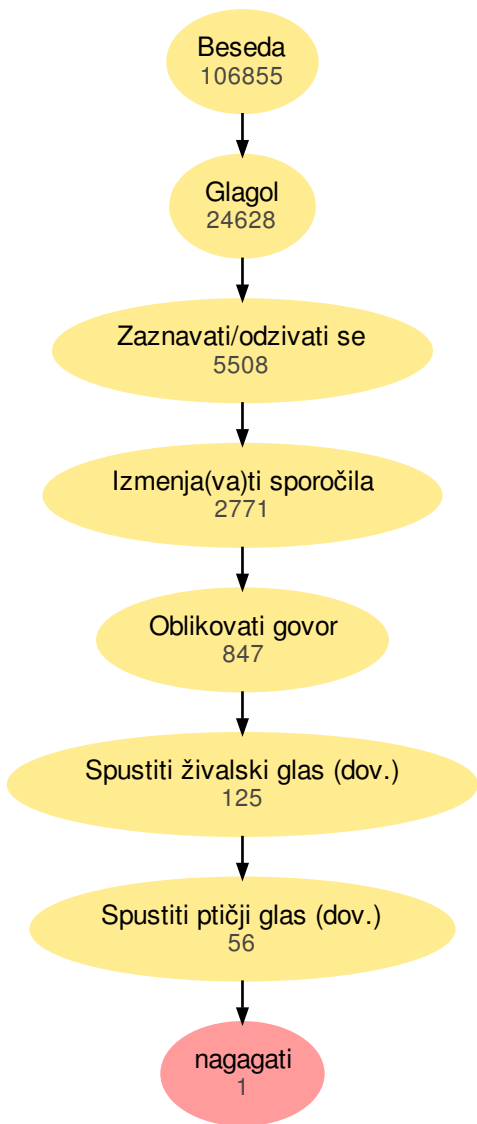 Beseda
106855
Glagol
24628
Zaznavati/odzivati se
5508
Izmenja(va)ti sporočila
2771
Oblikovati govor
847
Spustiti živalski glas (dov.)
125
Spustiti ptičji glas (dov.)
56
nagagati
1